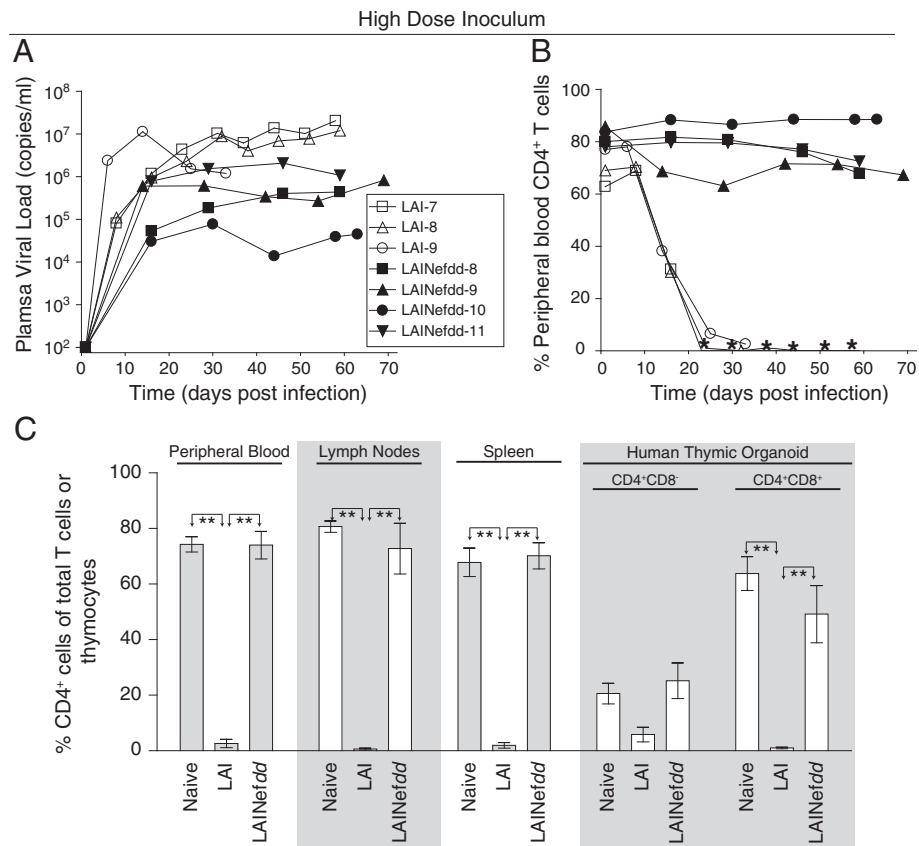 High Dose Inoculum
A
Plamsa Viral Load (copies/ml)
10⁸
10⁷
10⁶
10⁵
10⁴
10³
10²
0 10 20 30 40 50 60 70
Time (days post infection)
LAI-7
LAI-8
LAI-9
LAINefdd-8
LAINefdd-9
LAINefdd-10
LAINefdd-11
B
% Peripheral blood CD4⁺ T cells
100
80
60
40
20
0
* * * * * *
0 10 20 30 40 50 60 70
Time (days post infection)
C
% CD4⁺ cells of total T cells or
thymocytes
100
80
60
40
20
0
Peripheral Blood
** **
Naive LAI LAINefdd
Lymph Nodes
** **
Naive LAI LAINefdd
Spleen
** **
Naive LAI LAINefdd
Human Thymic Organoid
CD4⁺CD8⁻
Naive LAI LAINefdd
CD4⁺CD8⁺
** **
Naive LAI LAINefdd